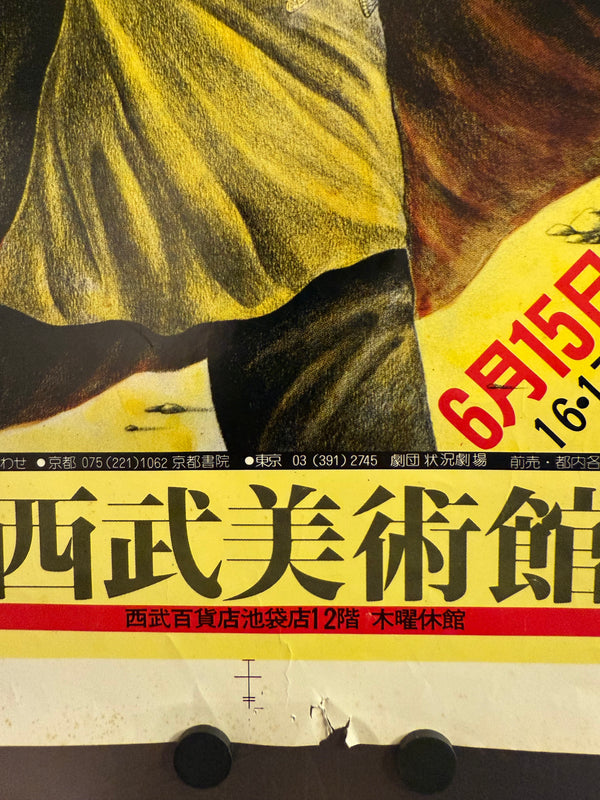 6月15日
16・17
わせ ●京都 075(221)1062 京都書院 ●東京 03(391)2745 劇団状況劇場 前売・都内各
西武美術館
西武百貨店池袋店12階 木曜休館